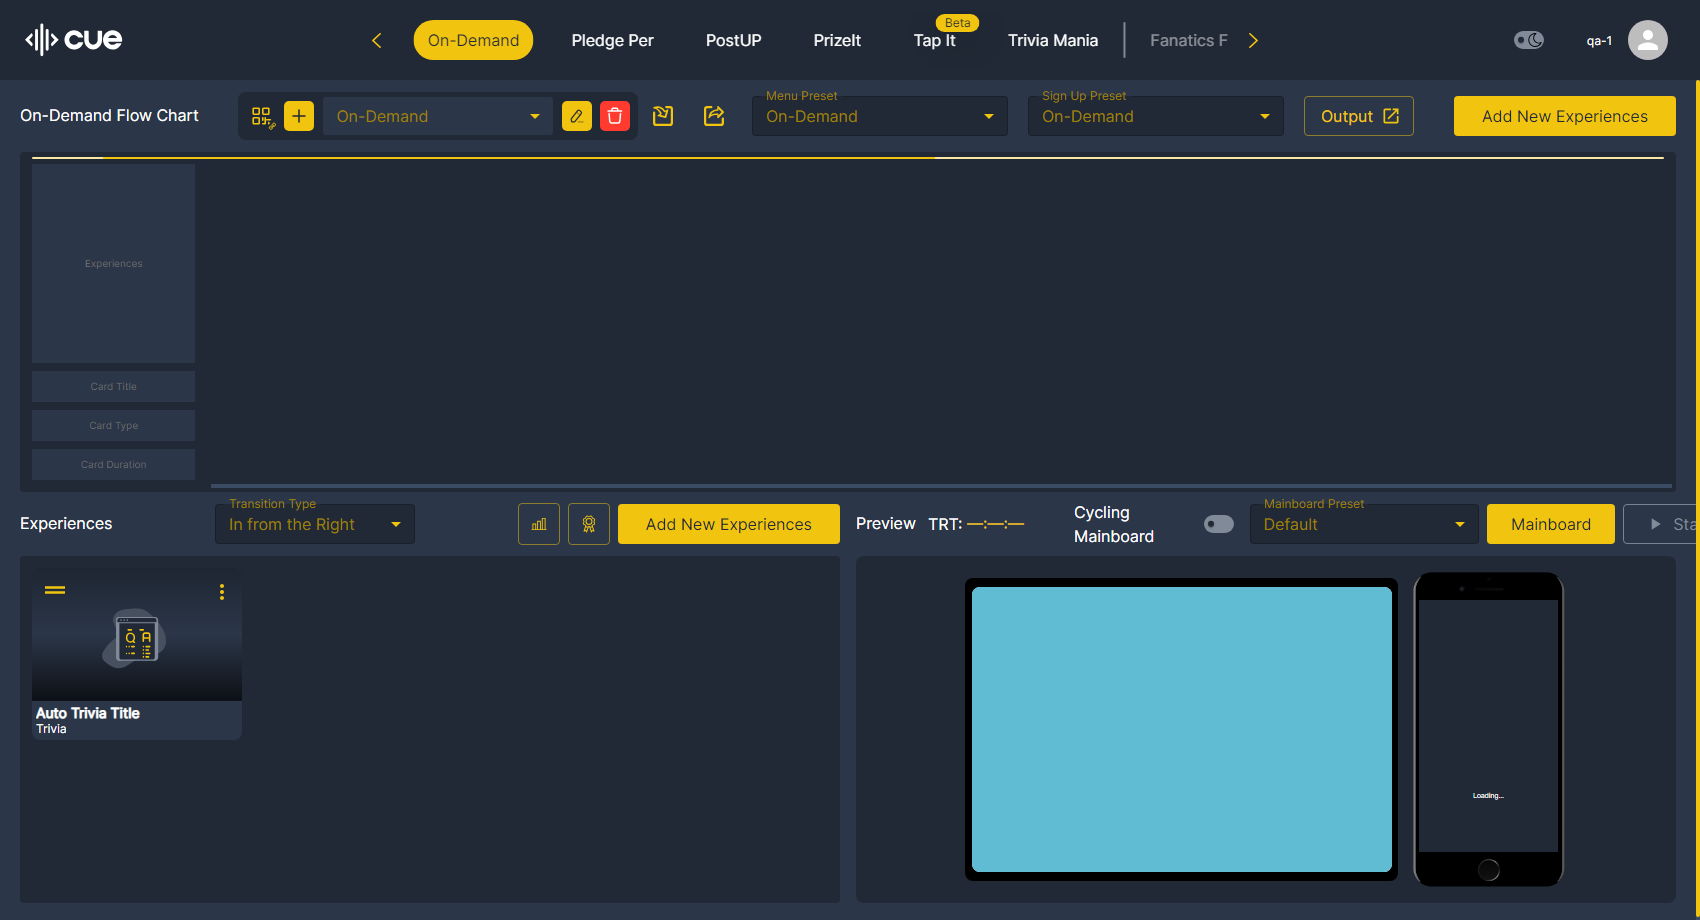 cue
On-Demand
Pledge Per
PostUP
PrizeIt
Beta
Tap It
Trivia Mania
Fanatics F
qa-1
On-Demand Flow Chart
On-Demand
Menu Preset
On-Demand
Sign Up Preset
On-Demand
Output
Add New Experiences
Experiences
Card Title
Card Type
Card Duration
Experiences
Transition Type
In from the Right
Add New Experiences
Preview
TRT: —:—:—
Cycling
Mainboard
Mainboard Preset
Default
Mainboard
Sta
Q A
Auto Trivia Title
Trivia
Loading...